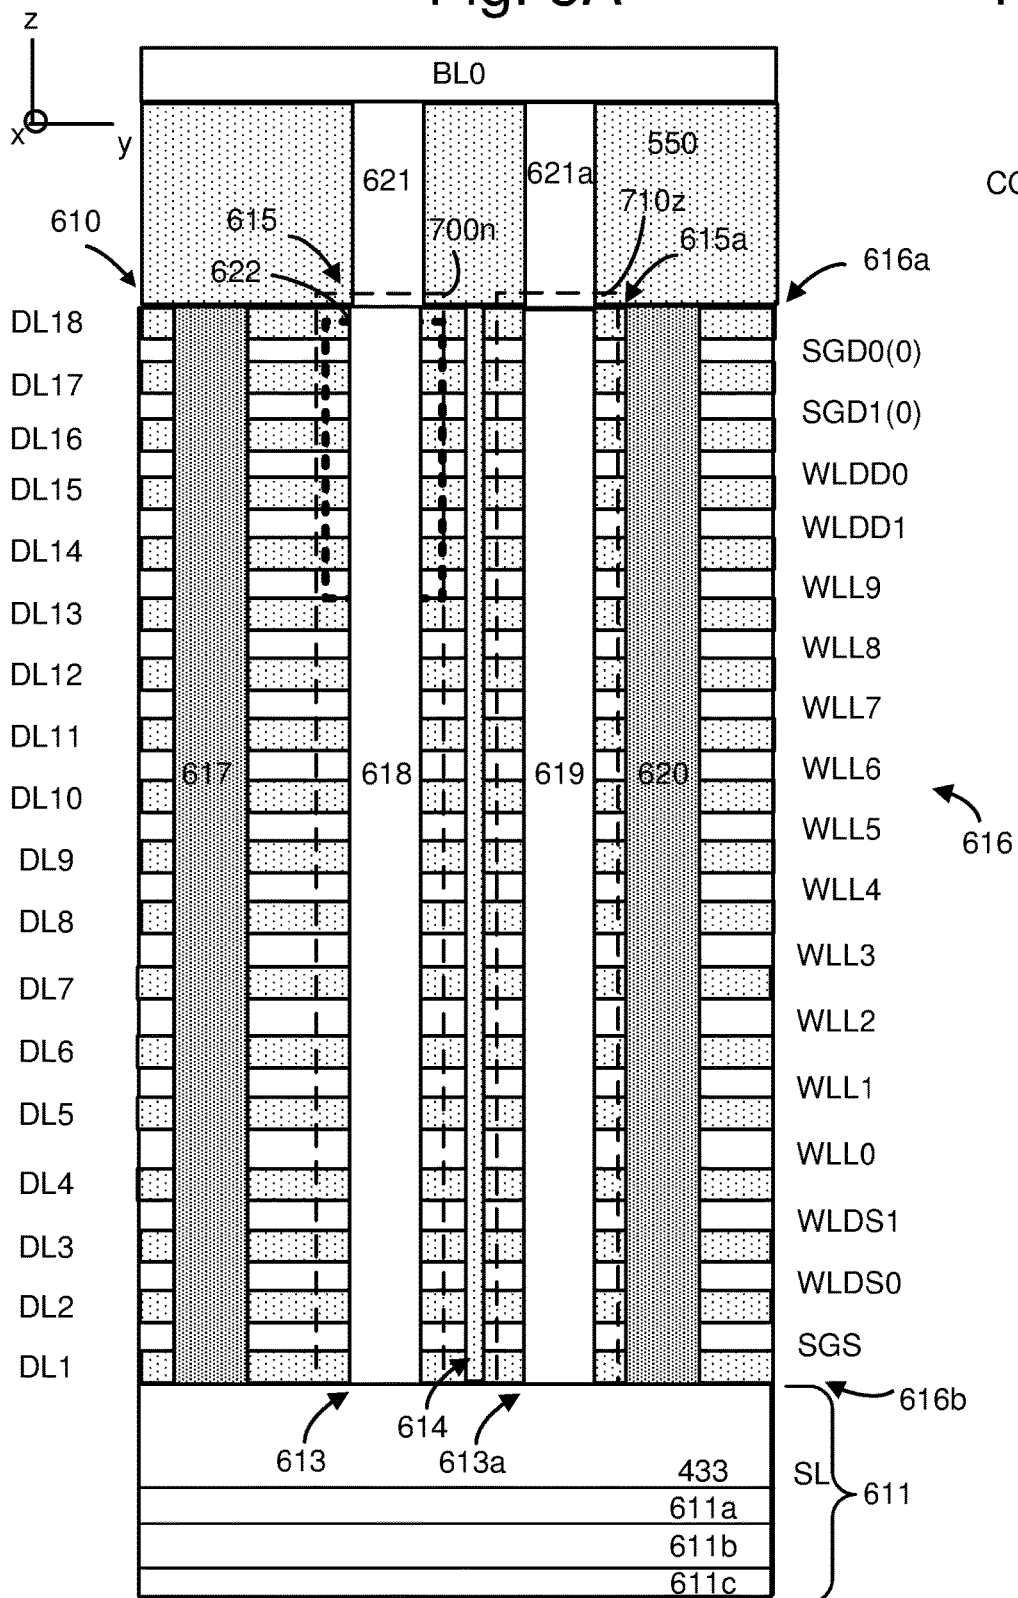 z
x
y
BL0
550
621
621a
710z
700n
615
615a
610
622
616a
DL18
SGD0(0)
DL17
SGD1(0)
DL16
WLDD0
DL15
WLDD1
DL14
WLL9
DL13
WLL8
DL12
WLL7
DL11
617
618
619
620
WLL6
DL10
WLL5
616
DL9
WLL4
DL8
WLL3
DL7
WLL2
DL6
WLL1
DL5
WLL0
DL4
WLDS1
DL3
WLDS0
DL2
SGS
DL1
616b
614
613
613a
433
SL
611
611a
611b
611c